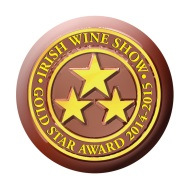 • IRISH WINE SHOW •
GOLD STAR AWARD 2014-2015